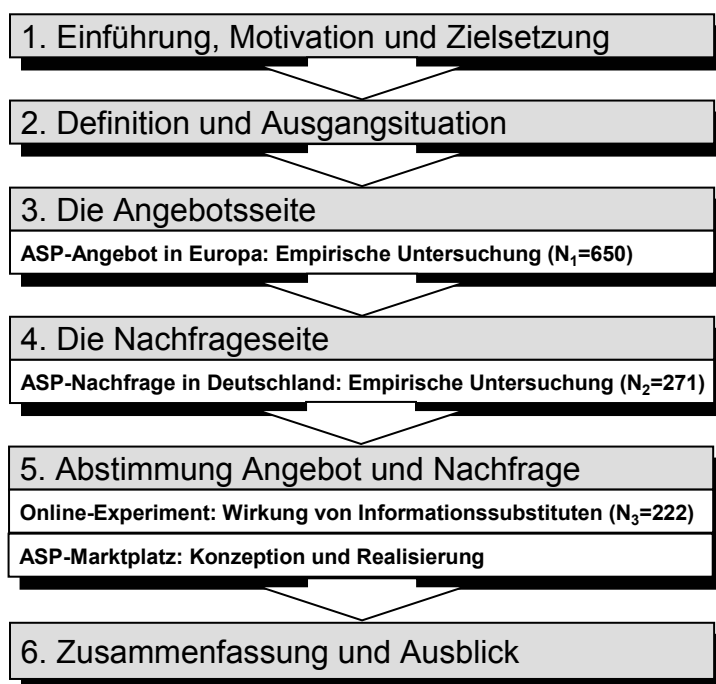 1. Einführung, Motivation und Zielsetzung
2. Definition und Ausgangsituation
3. Die Angebotsseite
ASP-Angebot in Europa: Empirische Untersuchung (N₁=650)
4. Die Nachfrageseite
ASP-Nachfrage in Deutschland: Empirische Untersuchung (N₂=271)
5. Abstimmung Angebot und Nachfrage
Online-Experiment: Wirkung von Informationssubstituten (N₃=222)
ASP-Marktplatz: Konzeption und Realisierung
6. Zusammenfassung und Ausblick